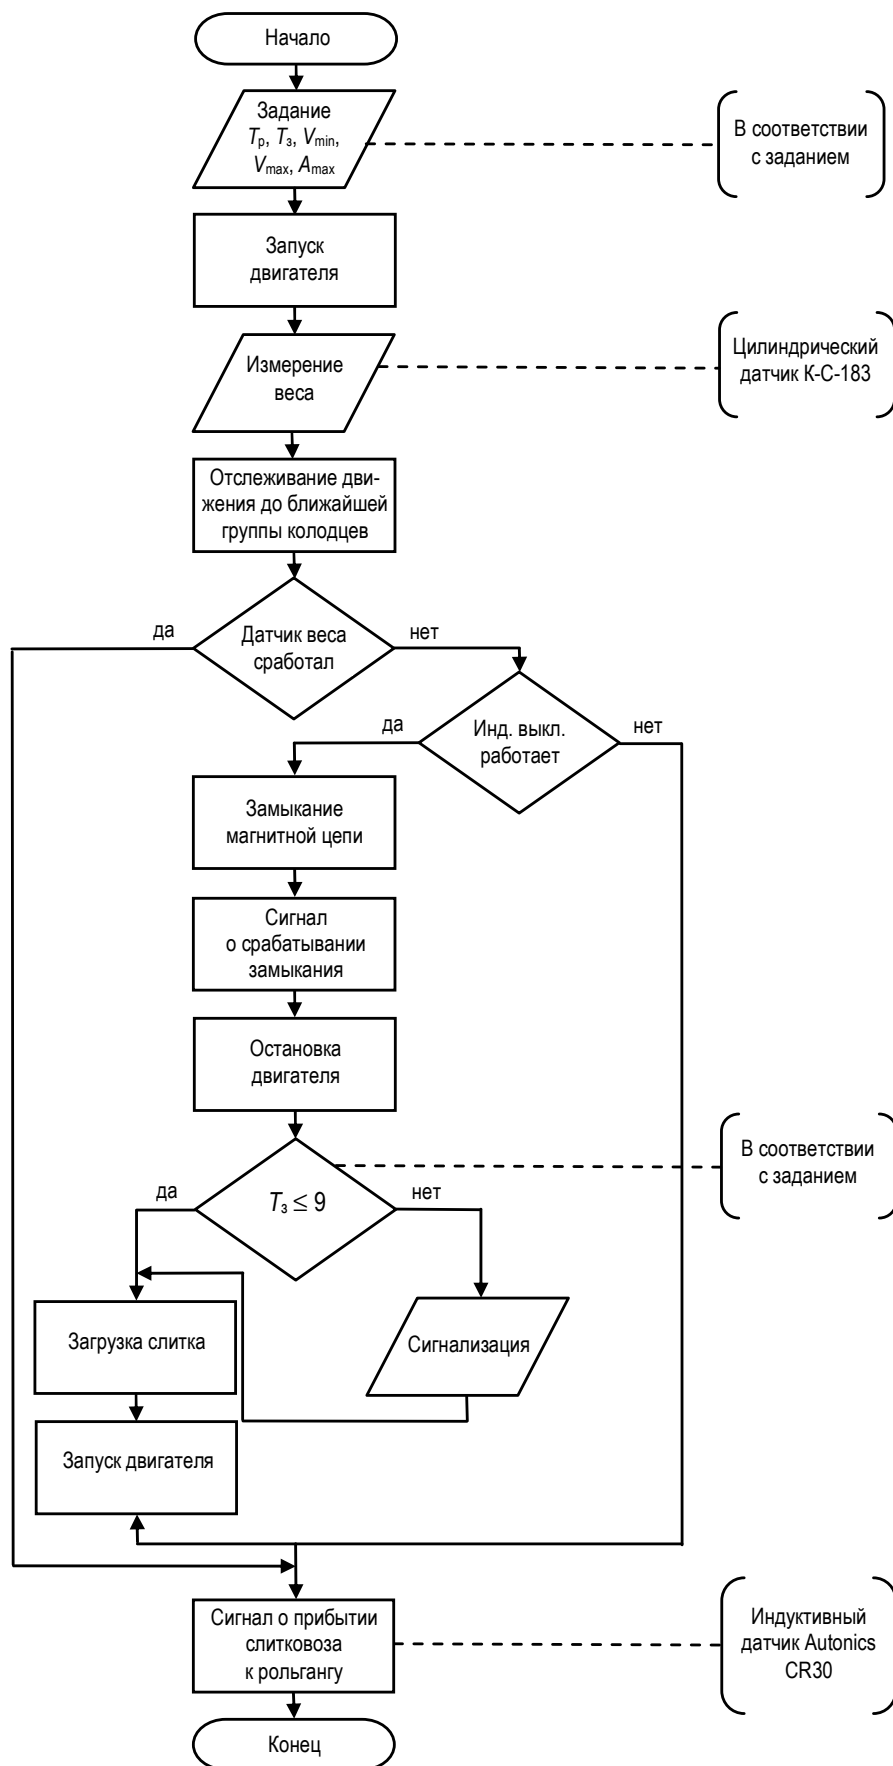 Начало
Задание
Tр, Tз, Vmin,
Vmax, Amax
В соответствии
с заданием
Запуск
двигателя
Измерение
веса
Цилиндрический
датчик К-С-183
Отслеживание дви-
жения до ближайшей
группы колодцев
да
Датчик веса
сработал
нет
да
Инд. выкл.
работает
нет
Замыкание
магнитной цепи
Сигнал
о срабатывании
замыкания
Остановка
двигателя
да
Tз ≤ 9
нет
В соответствии
с заданием
Загрузка слитка
Сигнализация
Запуск двигателя
Сигнал о прибытии
слитковоза
к рольгангу
Индуктивный
датчик Autonics
CR30
Конец